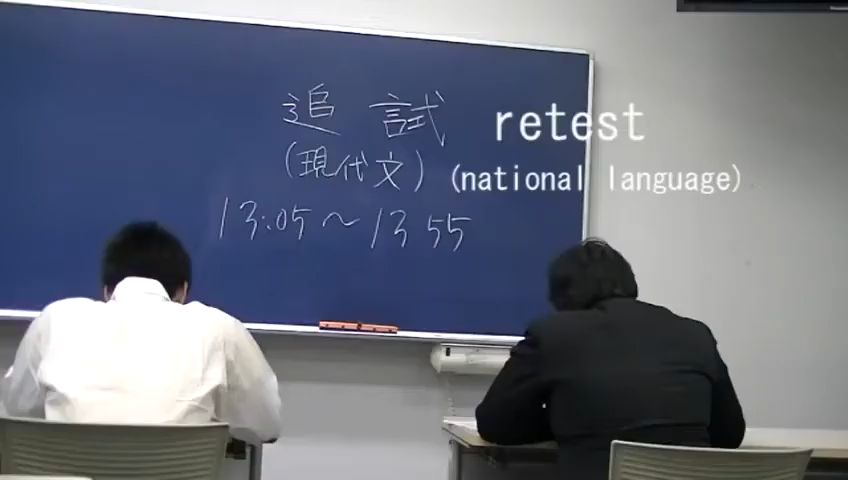 追試
(現代文)
13:05～13 55
retest
(national language)